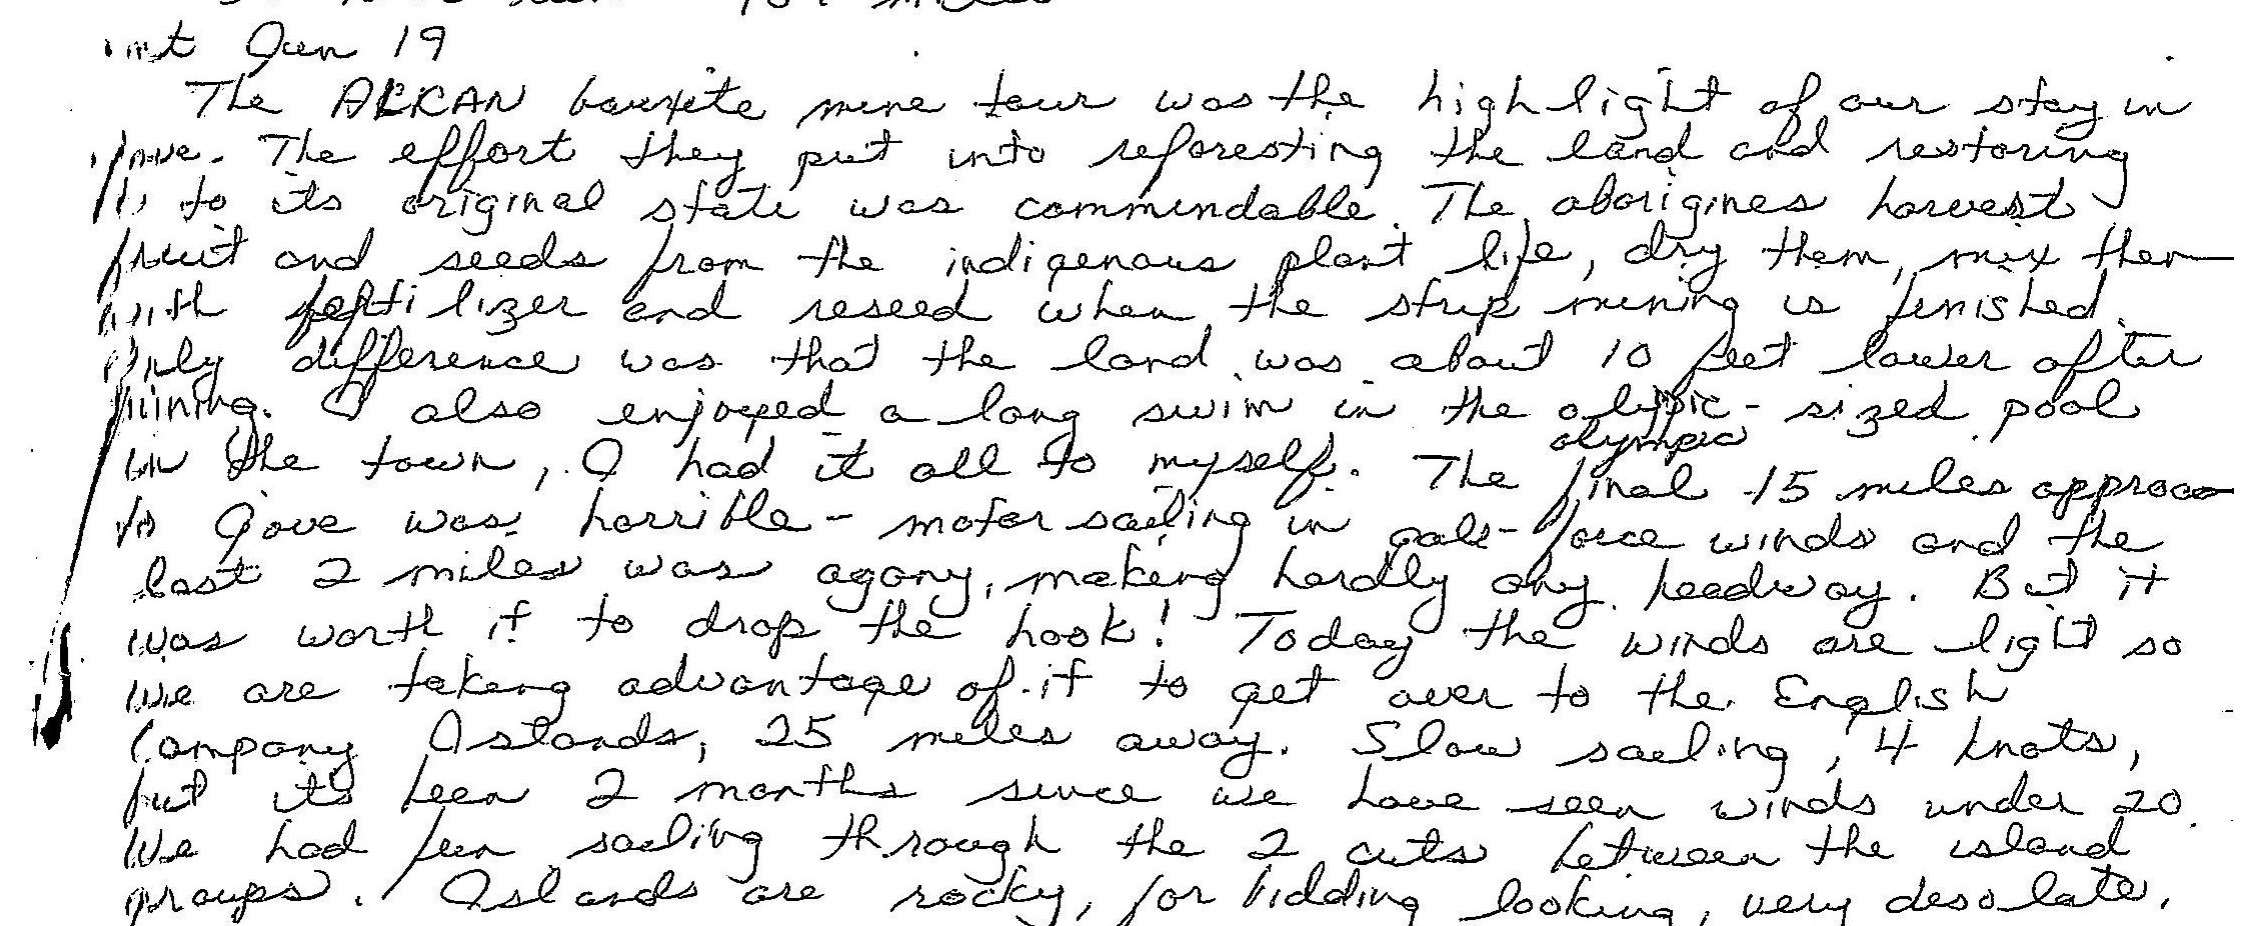 Jun 19
The ALKAN bauxite mine tour was the highlight of our stay in
Gove. The effort they put into reforesting the land and restoring
it to its original state was commendable. The aborigines harvest
fruit and seeds from the indigenous plant life, dry them, mix them
with fertilizer and reseed when the strip mining is finished.
Only difference was that the land was about 10 feet lower after
mining. I also enjoyed a long swim in the olympic-sized pool
olympic
in the town, I had it all to myself. The final 15 miles approach
to Gove was horrible - motor sailing in gale-force winds and the
last 2 miles was agony, making hardly any headway. But it
was worth it to drop the hook! Today the winds are light so
we are taking advantage of it to get over to the English
Company Islands, 25 miles away. Slow sailing, 4 knots,
but its been 2 months since we have seen winds under 20.
We had fun sailing through the 2 cuts between the island
groups. Islands are rocky, forbidding looking, very desolate.